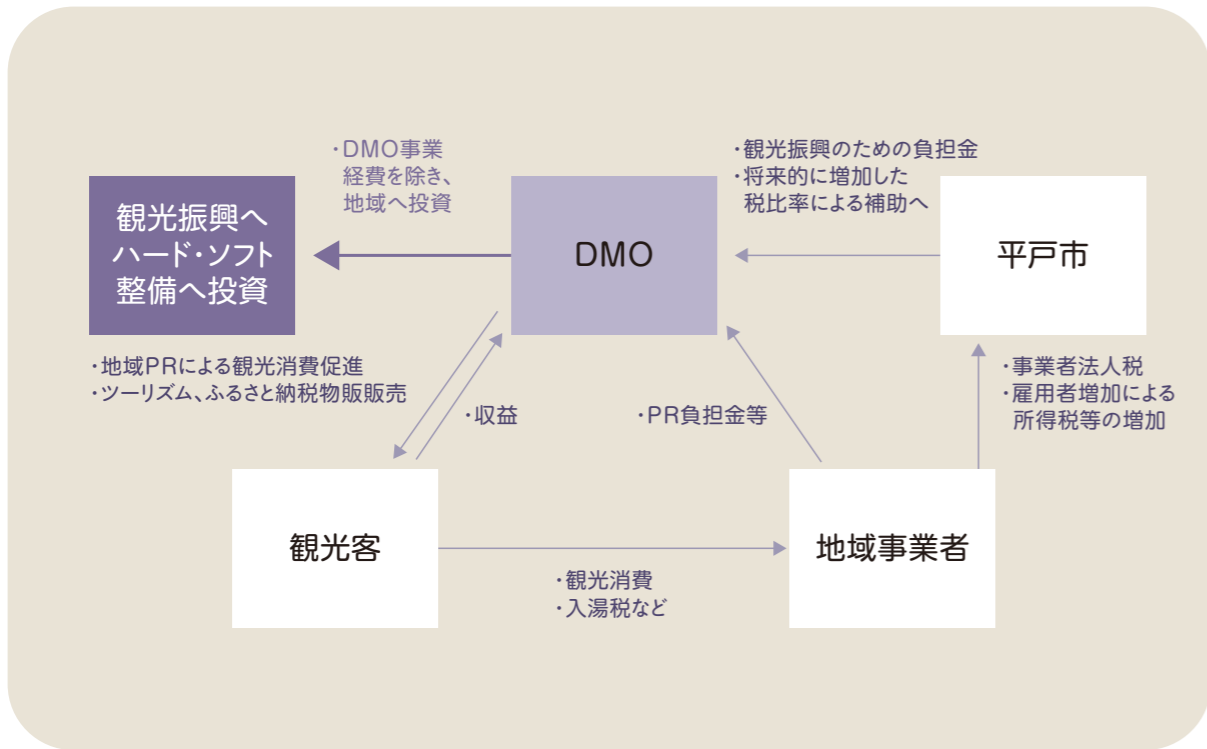 ・DMO事業
経費を除き、
地域へ投資
・観光振興のための負担金
・将来的に増加した
税比率による補助へ
観光振興へ
ハード・ソフト
整備へ投資
DMO
平戸市
・地域PRによる観光消費促進
・ツーリズム、ふるさと納税物販販売
・収益
・PR負担金等
・事業者法人税
・雇用者増加による
所得税等の増加
観光客
地域事業者
・観光消費
・入湯税など